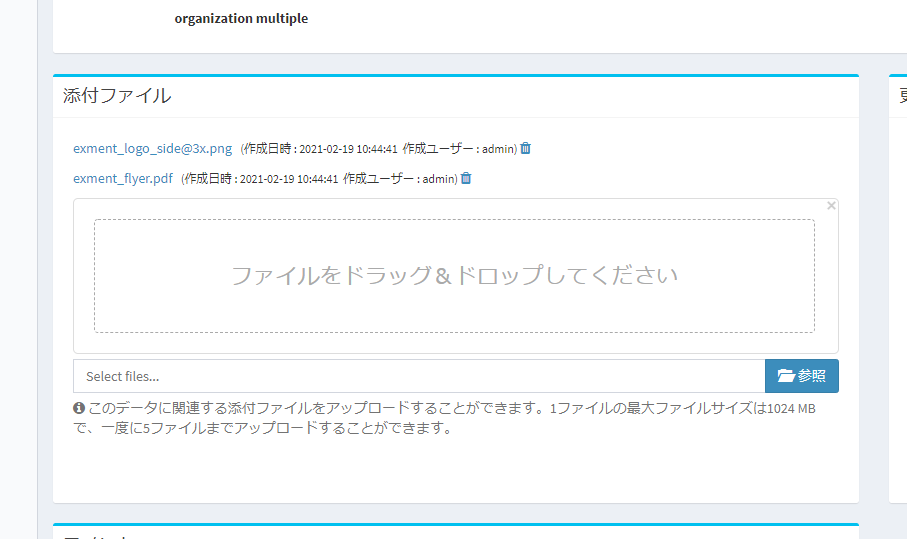 organization multiple
添付ファイル
exment_logo_side@3x.png (作成日時 : 2021-02-19 10:44:41 作成ユーザー : admin)
exment_flyer.pdf (作成日時 : 2021-02-19 10:44:41 作成ユーザー : admin)
ファイルをドラッグ＆ドロップしてください
Select files...
参照
このデータに関連する添付ファイルをアップロードすることができます。1ファイルの最大ファイルサイズは1024 MB
で、一度に5ファイルまでアップロードすることができます。